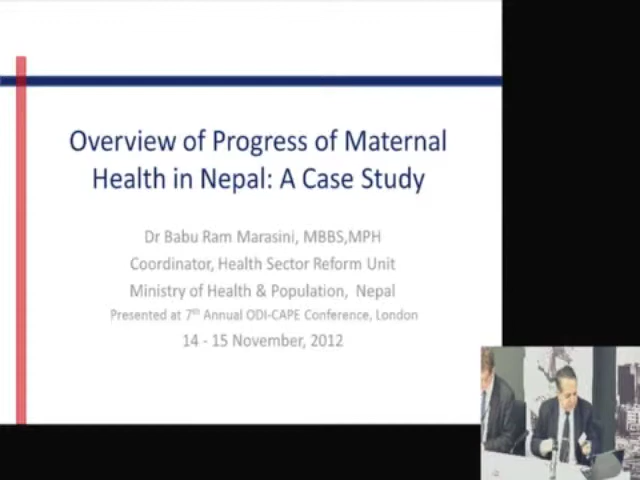 Overview of Progress of Maternal
Health in Nepal: A Case Study
Dr Babu Ram Marasini, MBBS,MPH
Coordinator, Health Sector Reform Unit
Ministry of Health & Population, Nepal
Presented at 7th Annual ODI-CAPE Conference, London
14 - 15 November, 2012